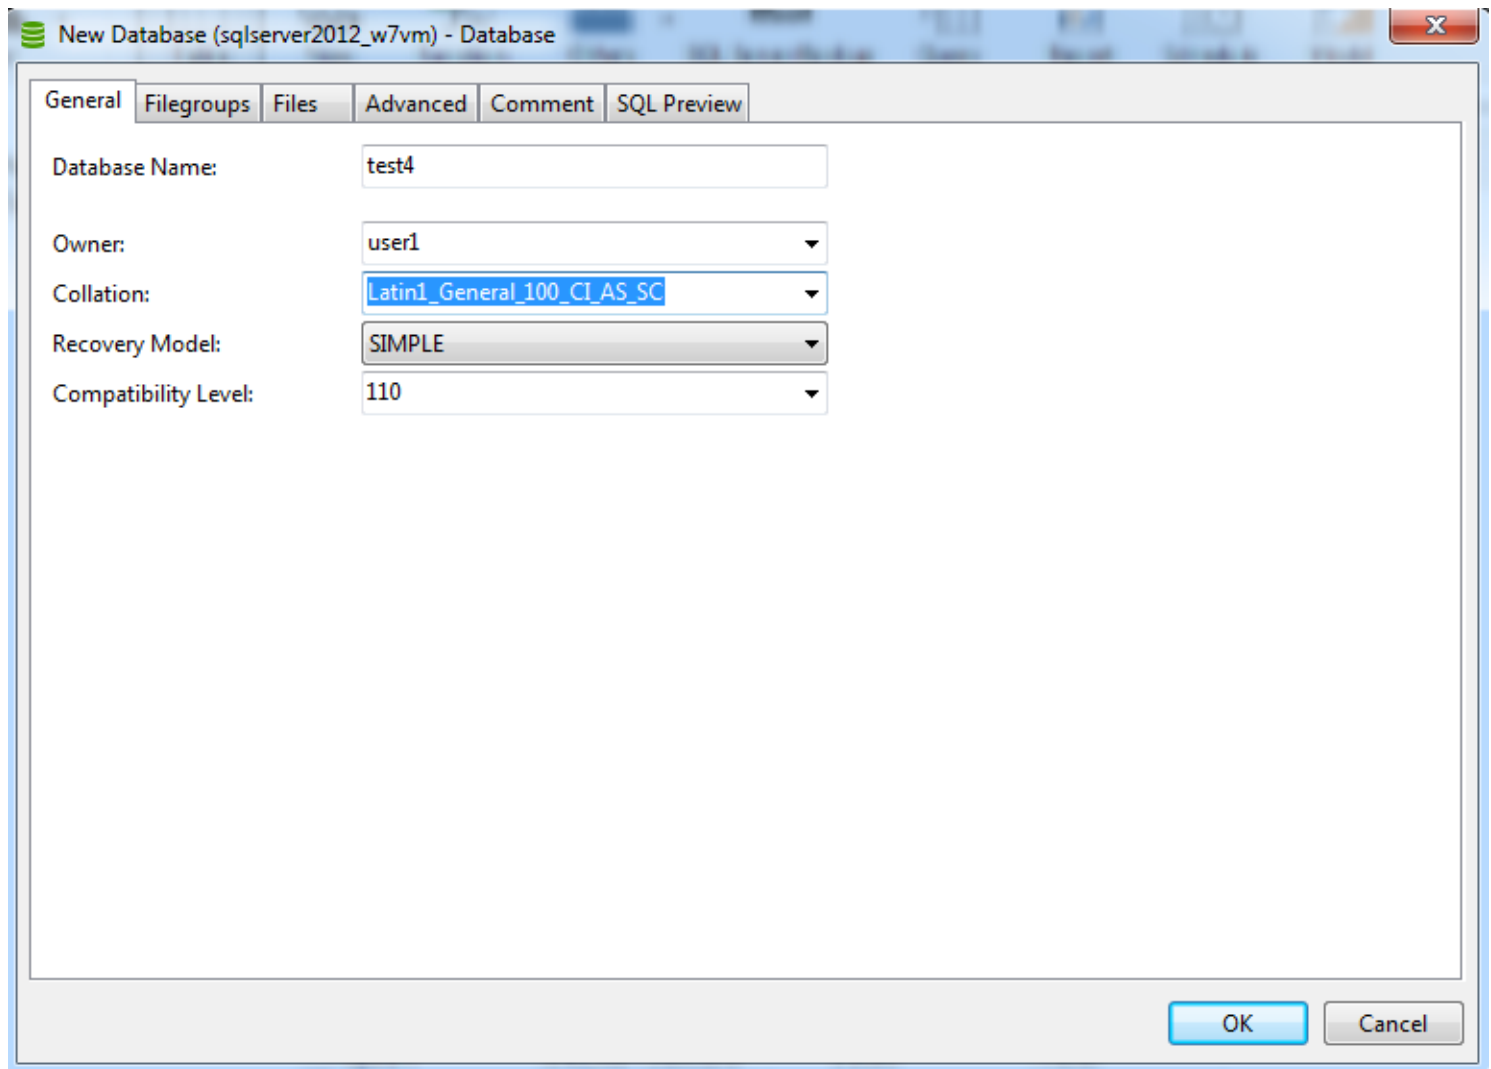 New Database (sqlserver2012_w7vm) - Database
General Filegroups Files Advanced Comment SQL Preview
Database Name: test4
Owner: user1
Collation: Latin1_General_100_CI_AS_SC
Recovery Model: SIMPLE
Compatibility Level: 110
OK Cancel